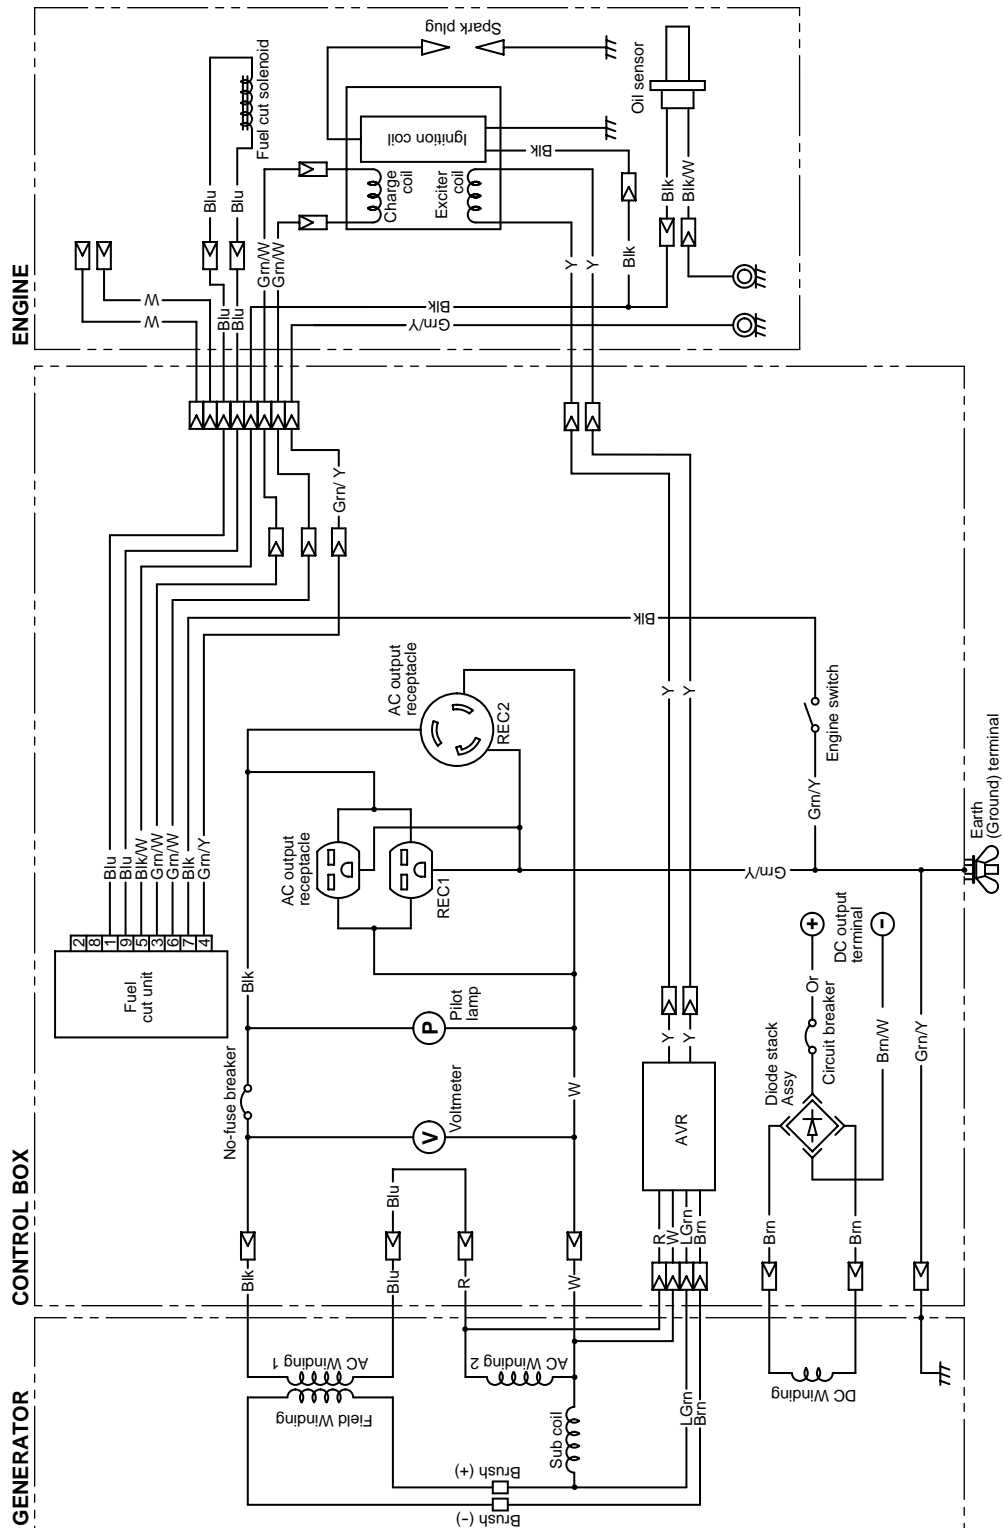 ENGINE
Spark plug
Fuel cut solenoid
Oil sensor
Ignition coil
Charge
coil
Exciter
coil
Blk
Blk
Blk/W
Blu
Blu
Grn/W
Grn/W
Y
Y
Blk
W
W
Blu
Blu
Blk
Grn/Y
CONTROL BOX
Grn/ Y
Blk
Blu
Blu
Blk/W
Grn/W
Grn/W
Blk
Grn/Y
2
8
1
9
5
3
6
7
4
Fuel
cut unit
AC output
receptacle
REC2
AC output
receptacle
REC1
Y
Y
Engine switch
Grn/Y
Grn/Y
Earth
(Ground) terminal
Blk
P
Pilot
lamp
No-fuse breaker
V
Voltmeter
W
Y
Y
AVR
+
-
DC output
terminal
Or
Circuit breaker
Brn/W
Diode stack
Assy
Grn/Y
Blu
R
W
LGrn
Brn
Brn
Brn
Blk
Blu
R
W
GENERATOR
AC Winding 1
Field Winding
AC Winding 2
Sub coil
LGrn
Brn
DC Winding
Brush (+)
Brush (-)